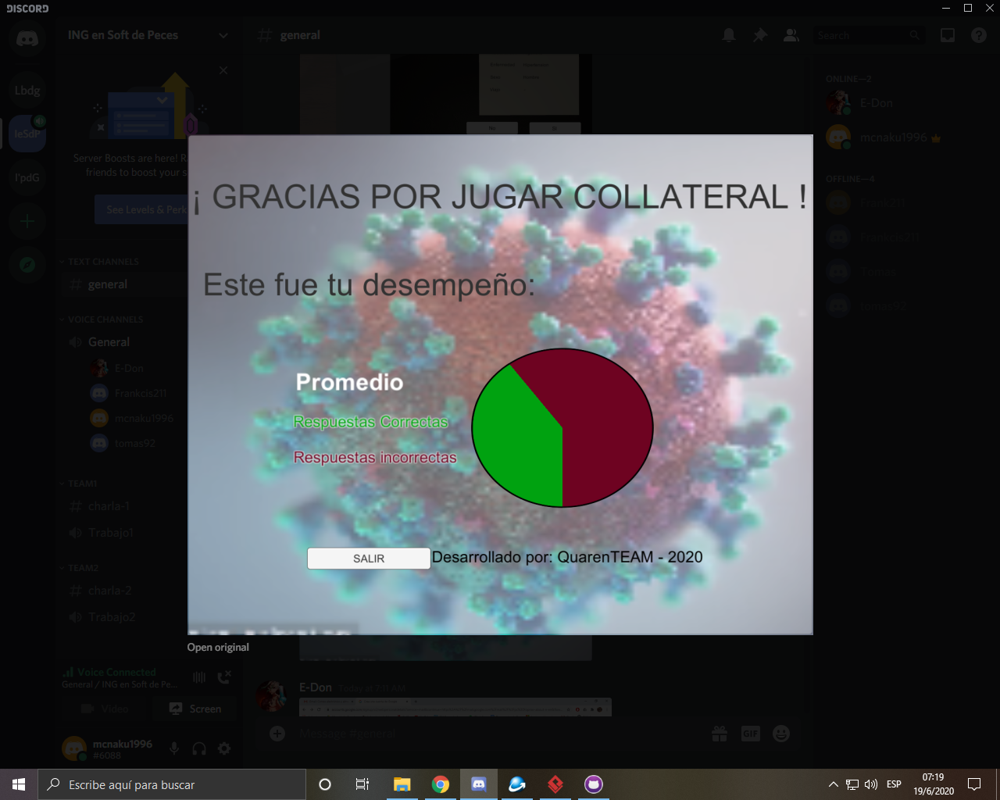 DISCORD
ING en Soft de Peces
general
Search
Lbdg
IeSdP
I'pdG
Server Boosts are here! R
friends to boost your s
See Levels & Perk
TEXT CHANNELS
general
VOICE CHANNELS
General
E-Don
Frankcis211
mcnaku1996
tomas92
TEAM1
charla-1
Trabajo1
TEAM2
charla-2
Trabajo2
Voice Connected
General / ING en Soft de Pe...
Video
Screen
mcnaku1996
#6088
No
SI
¡ GRACIAS POR JUGAR COLLATERAL !
Este fue tu desempeño:
Promedio
Respuestas Correctas
Respuestas incorrectas
SALIR
Desarrollado por: QuarenTEAM - 2020
Open original
E-Don Today at 7:11 AM
Message #general
GIF
ONLINE—2
E-Don
mcnaku1996
OFFLINE—4
Franc211
Frankcis211
Tomas
tomas92
Escribe aquí para buscar
ESP
07:19
19/6/2020